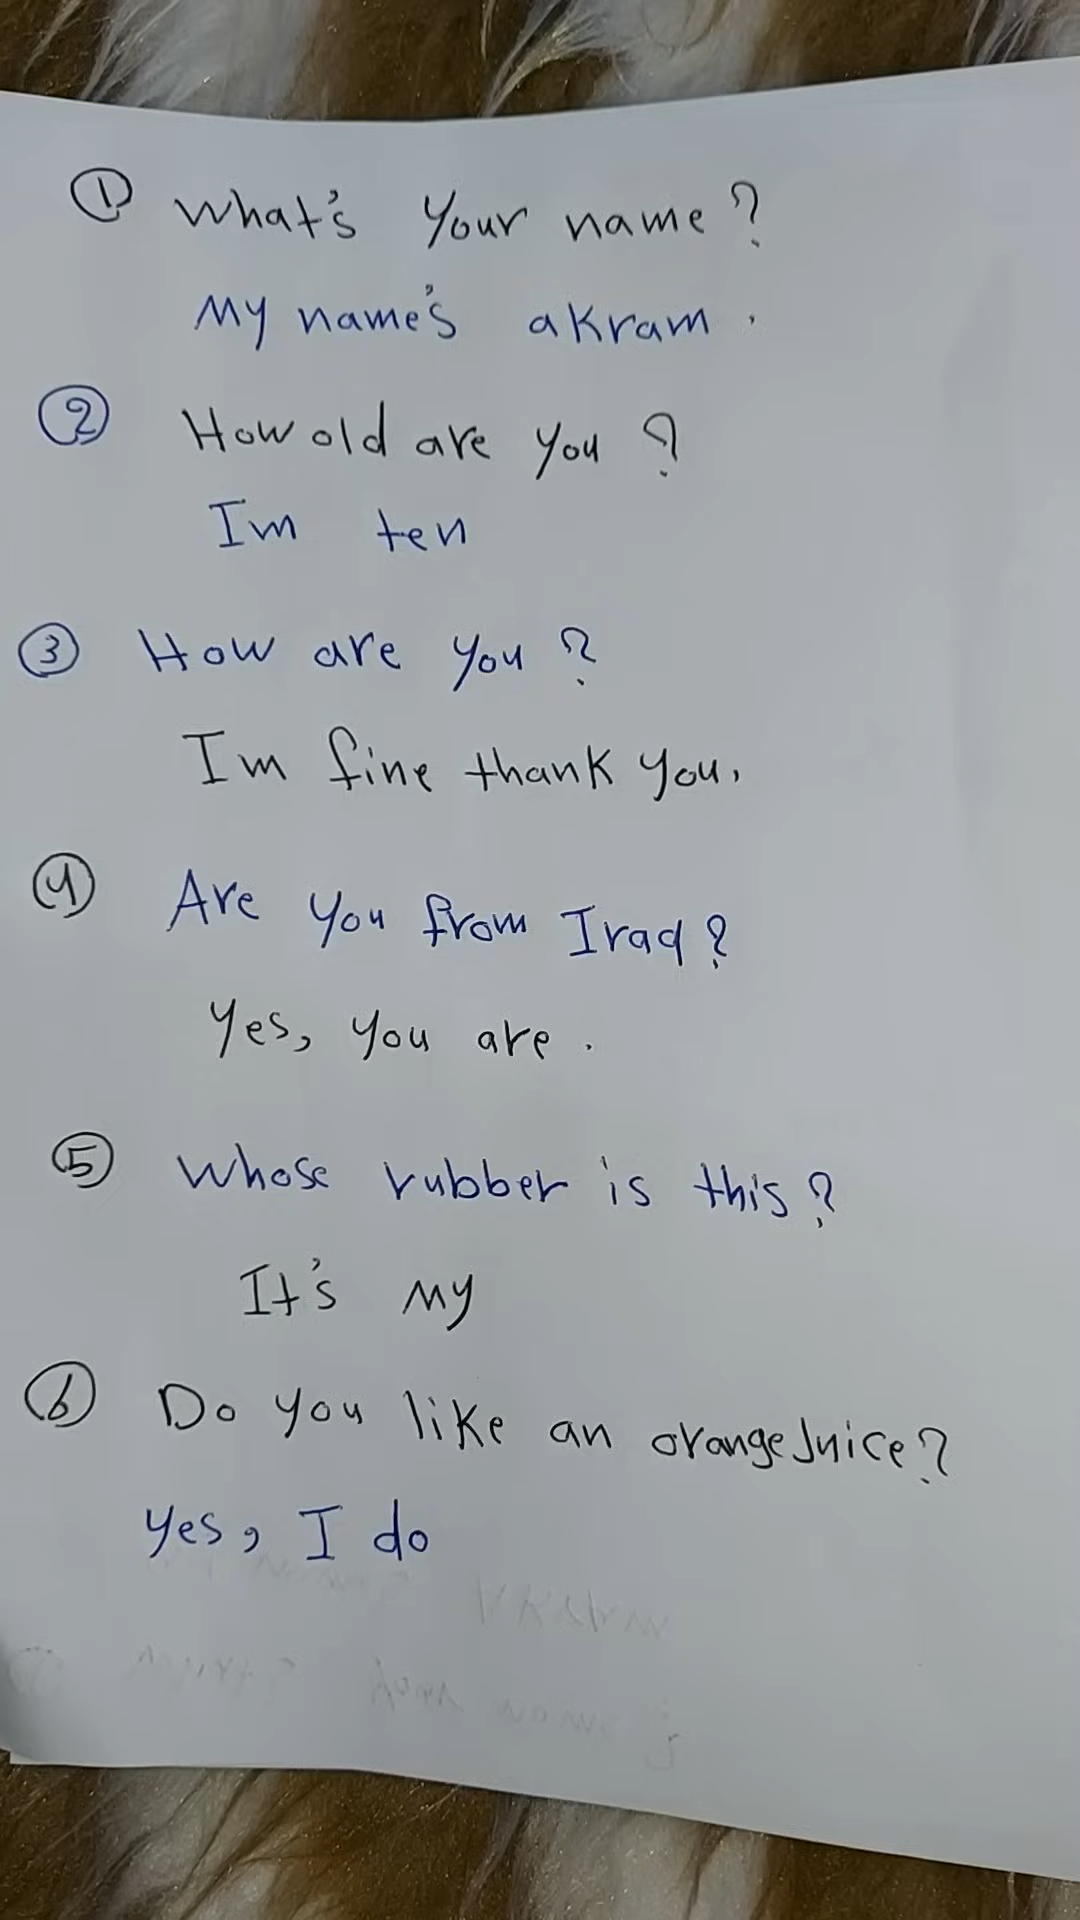 ① What's your name?
My name's akram.
② How old are you?
Im ten
③ How are you?
Im fine thank you.
④ Are you from Iraq?
Yes, you are.
⑤ Whose rubber is this?
It's my
⑥ Do you like an orange Juice?
Yes, I do